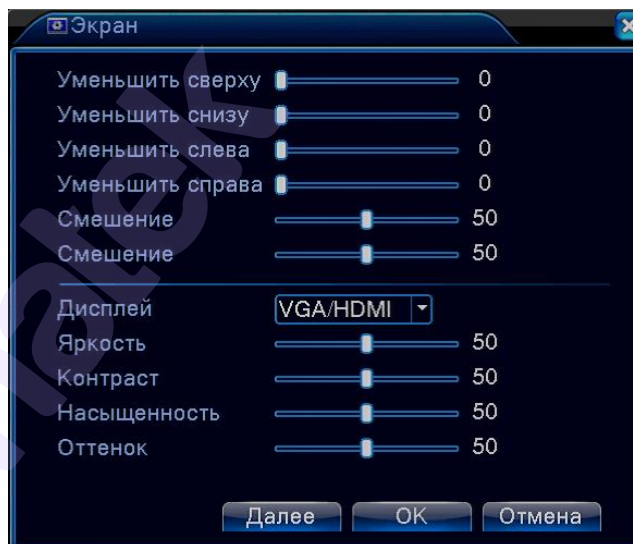 Экран
Уменьшить сверху 0
Уменьшить снизу 0
Уменьшить слева 0
Уменьшить справа 0
Смешение 50
Смешение 50
Дисплей VGA/HDMI
Яркость 50
Контраст 50
Насыщенность 50
Оттенок 50
Далее OK Отмена